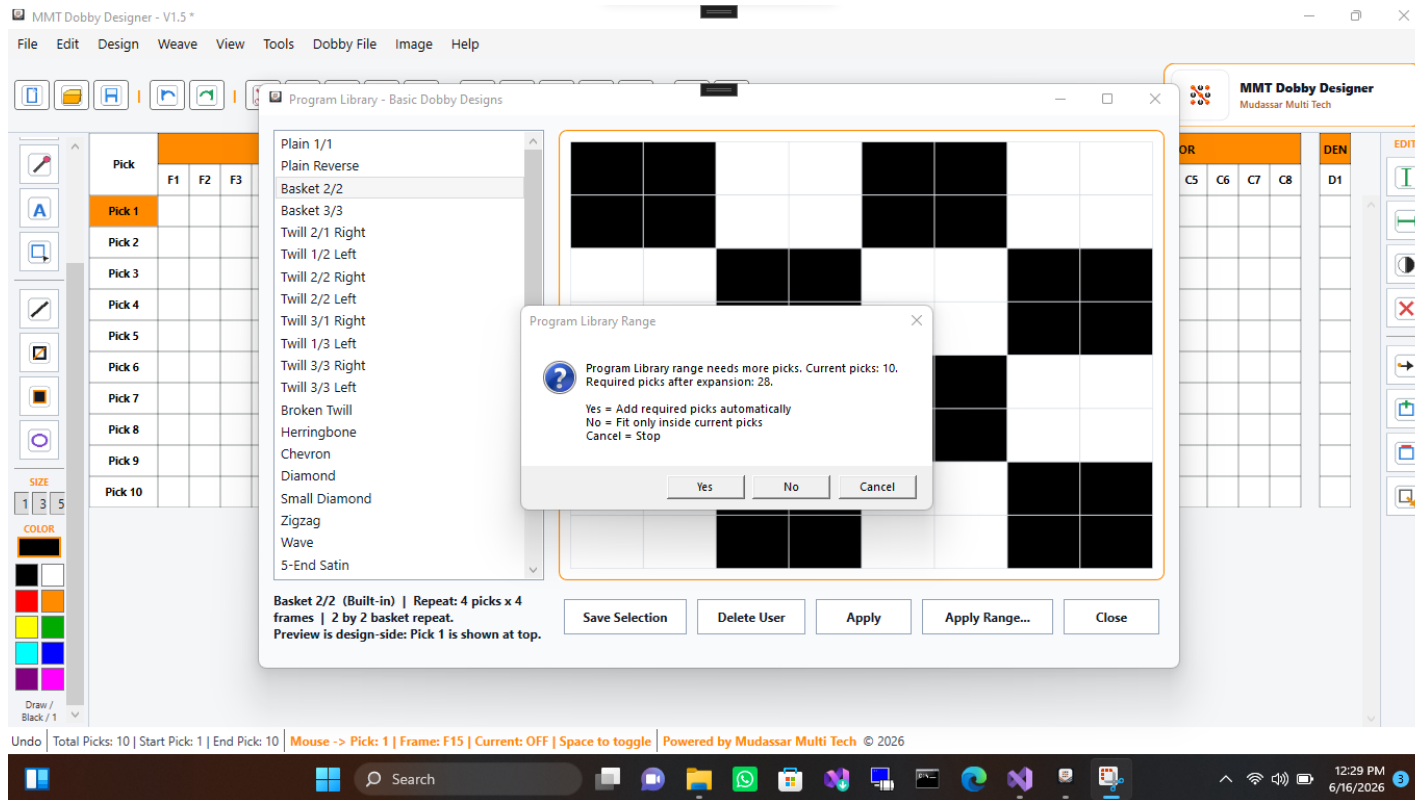 MMT Dobby Designer - V1.5 *
File Edit Design Weave View Tools Dobby File Image Help
MMT Dobby Designer
Mudassar Multi Tech
Program Library - Basic Dobby Designs
Pick
F1 F2 F3
OR
C5 C6 C7 C8
DEN
D1
EDIT
Pick 1
Pick 2
Pick 3
Pick 4
Pick 5
Pick 6
Pick 7
Pick 8
Pick 9
Pick 10
A
SIZE
1 3 5
COLOR
Draw /
Black / 1
Plain 1/1
Plain Reverse
Basket 2/2
Basket 3/3
Twill 2/1 Right
Twill 1/2 Left
Twill 2/2 Right
Twill 2/2 Left
Twill 3/1 Right
Twill 1/3 Left
Twill 3/3 Right
Twill 3/3 Left
Broken Twill
Herringbone
Chevron
Diamond
Small Diamond
Zigzag
Wave
5-End Satin
Program Library Range
Program Library range needs more picks. Current picks: 10.
Required picks after expansion: 28.
Yes = Add required picks automatically
No = Fit only inside current picks
Cancel = Stop
Yes No Cancel
Basket 2/2 (Built-in) | Repeat: 4 picks x 4
frames | 2 by 2 basket repeat.
Preview is design-side: Pick 1 is shown at top.
Save Selection Delete User Apply Apply Range... Close
Undo Total Picks: 10 | Start Pick: 1 | End Pick: 10 Mouse -> Pick: 1 | Frame: F15 | Current: OFF | Space to toggle Powered by Mudassar Multi Tech © 2026
Search
12:29 PM
6/16/2026
3